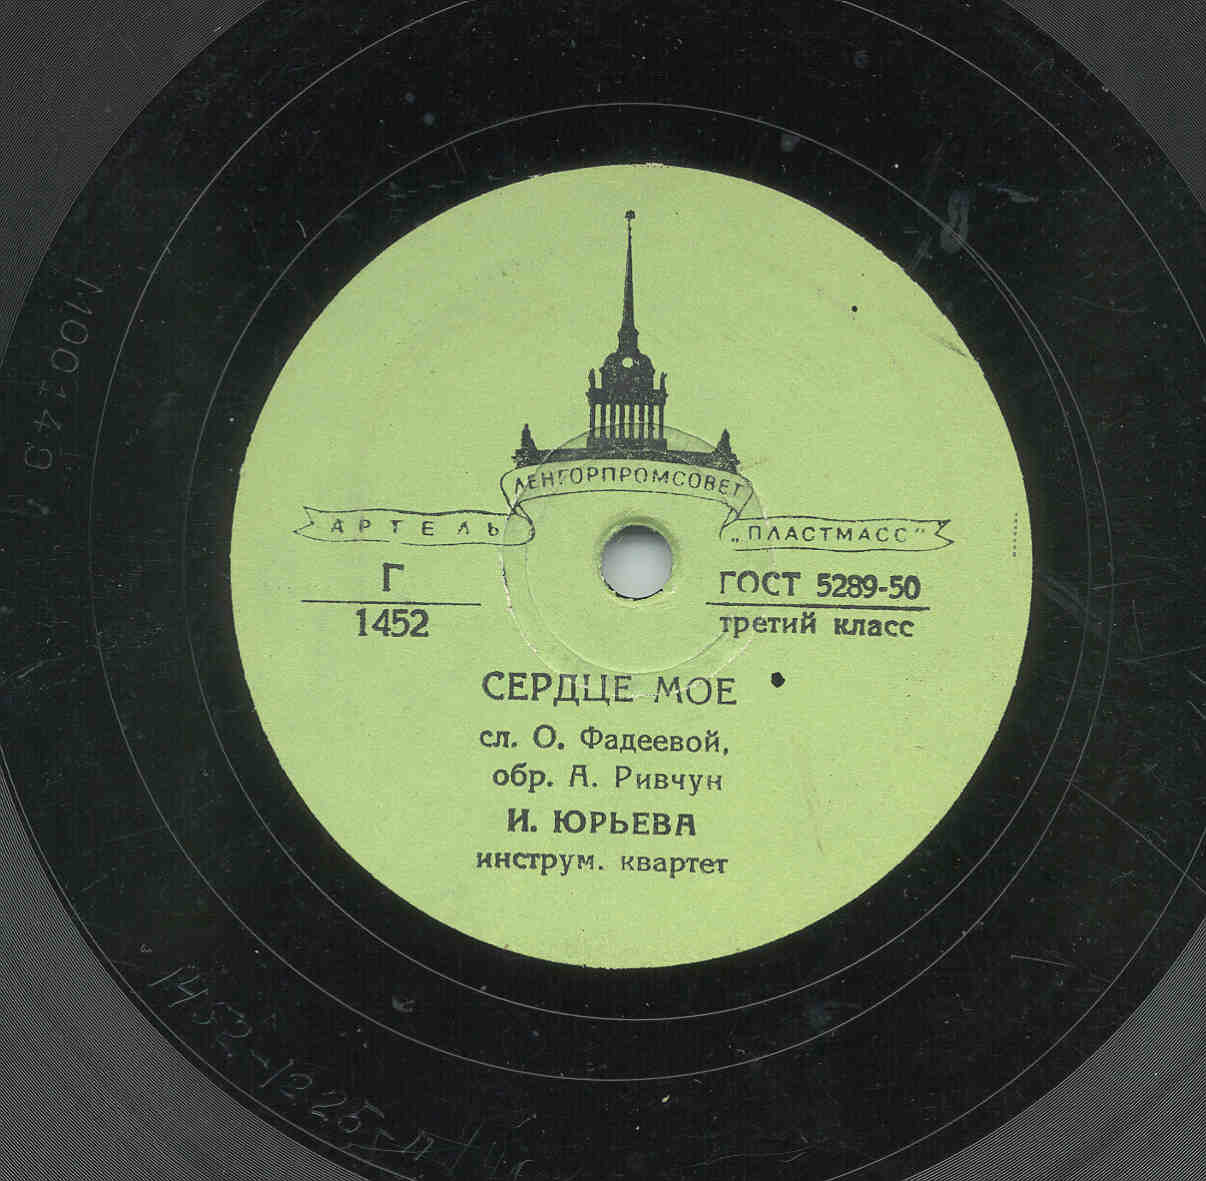 ЛЕНГОРПРОМСОВЕТ
АРТЕЛЬ „ПЛАСТМАСС"
Г
1452
ГОСТ 5289-50
третий класс
СЕРДЦЕ МОЕ
сл. О. Фадеевой,
обр. А. Ривчун
И. ЮРЬЕВА
инструм. квартет